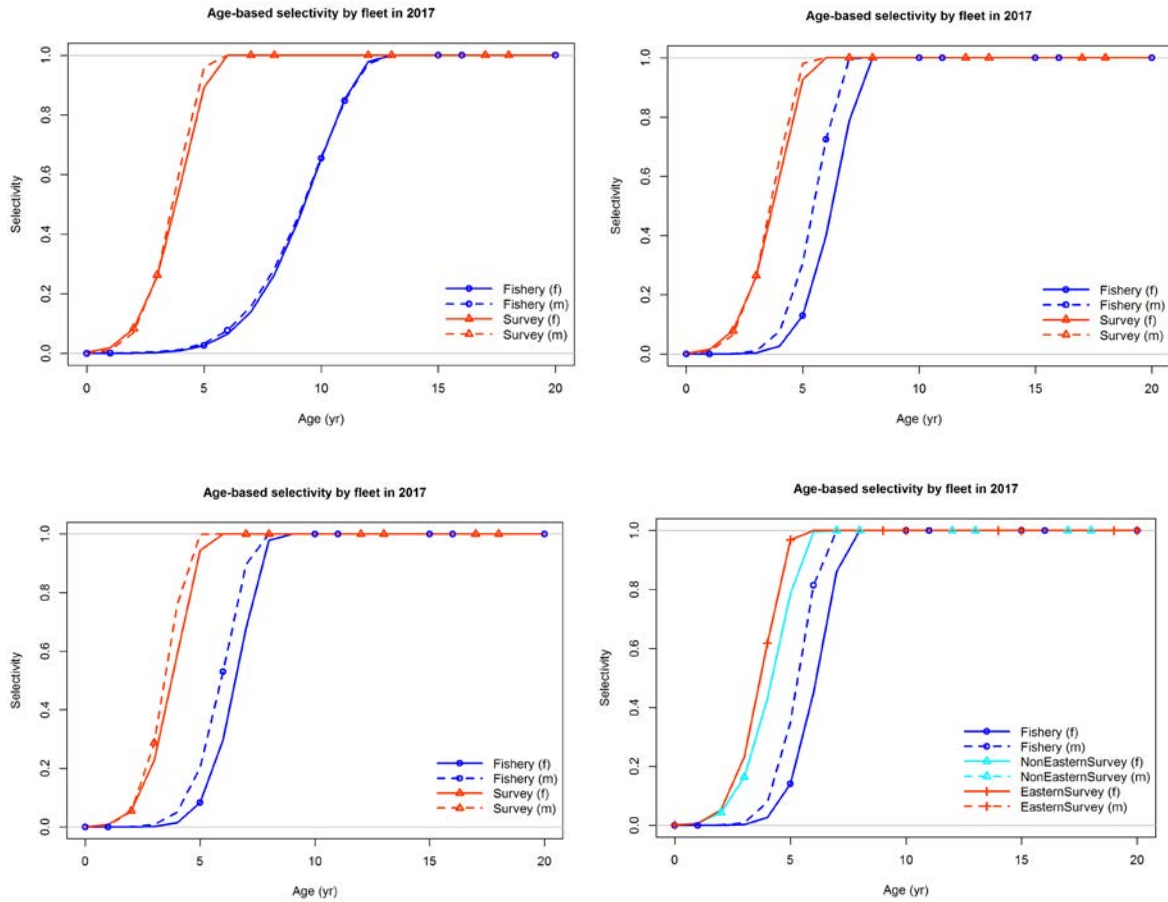 Age-based selectivity by fleet in 2017
Selectivity
0.0
0.2
0.4
0.6
0.8
1.0
Fishery (f)
Fishery (m)
Survey (f)
Survey (m)
0
5
10
15
20
Age (yr)
Age-based selectivity by fleet in 2017
Selectivity
0.0
0.2
0.4
0.6
0.8
1.0
Fishery (f)
Fishery (m)
Survey (f)
Survey (m)
0
5
10
15
20
Age (yr)
Age-based selectivity by fleet in 2017
Selectivity
0.0
0.2
0.4
0.6
0.8
1.0
Fishery (f)
Fishery (m)
Survey (f)
Survey (m)
0
5
10
15
20
Age (yr)
Age-based selectivity by fleet in 2017
Selectivity
0.0
0.2
0.4
0.6
0.8
1.0
Fishery (f)
Fishery (m)
NonEasternSurvey (f)
NonEasternSurvey (m)
EasternSurvey (f)
EasternSurvey (m)
0
5
10
15
20
Age (yr)